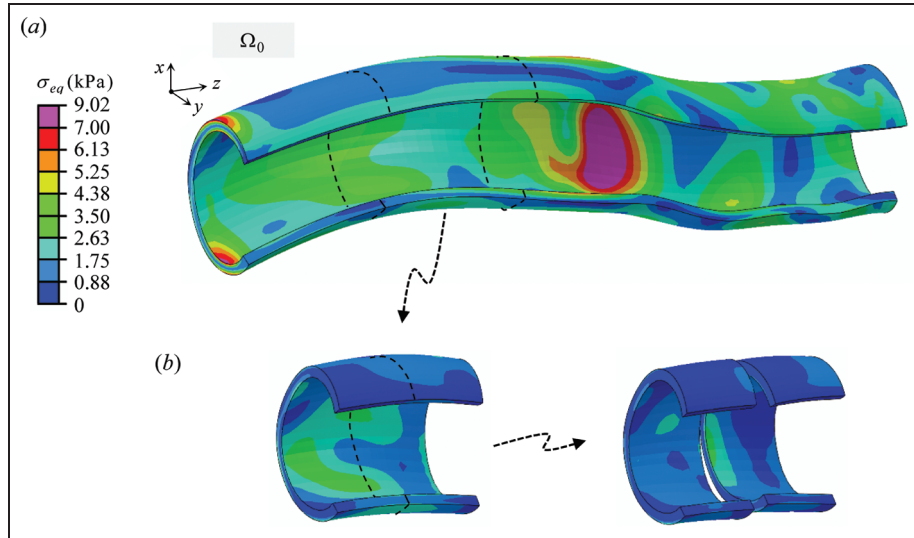 (a)
Ω₀
x
z
y
σeq (kPa)
9.02
7.00
6.13
5.25
4.38
3.50
2.63
1.75
0.88
0
(b)